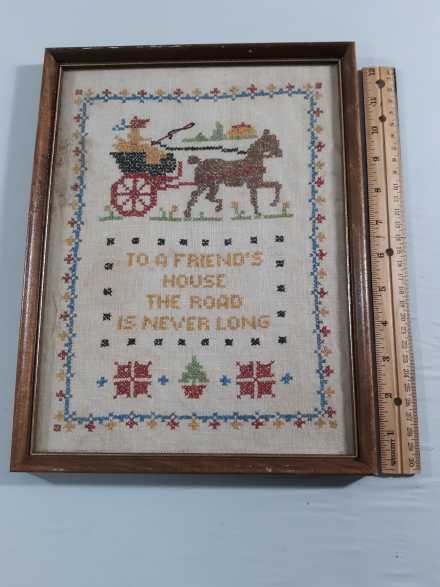 TO A FRIEND'S
HOUSE
THE ROAD
IS NEVER LONG